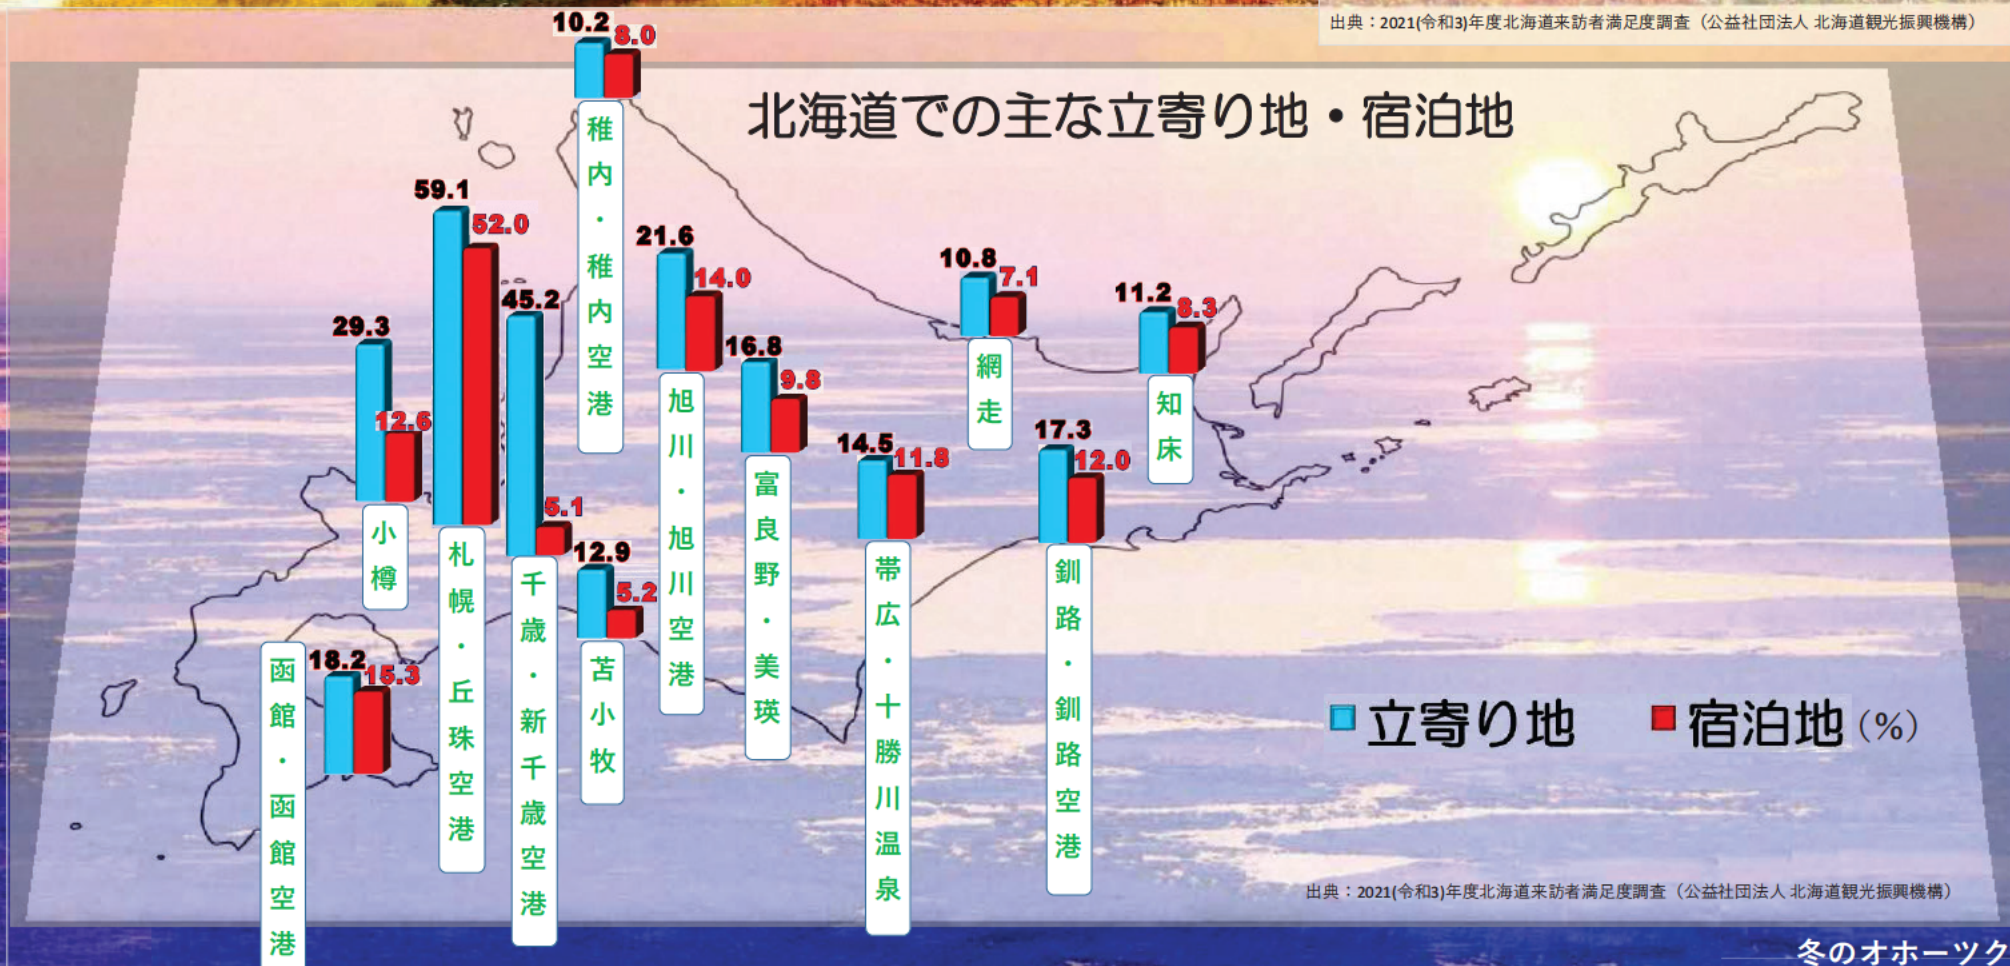 出典：2021(令和3)年度北海道来訪者満足度調査（公益社団法人 北海道観光振興機構）
北海道での主な立寄り地・宿泊地
10.2
8.0
稚内・稚内空港
59.1
52.0
札幌・丘珠空港
29.3
12.6
小樽
45.2
5.1
千歳・新千歳空港
21.6
14.0
旭川・旭川空港
16.8
9.8
富良野・美瑛
10.8
7.1
網走
11.2
8.3
知床
14.5
11.8
帯広・十勝川温泉
17.3
12.0
釧路・釧路空港
12.9
5.2
苫小牧
18.2
15.3
函館・函館空港
立寄り地 宿泊地（%）
出典：2021(令和3)年度北海道来訪者満足度調査（公益社団法人 北海道観光振興機構）
冬のオホーツク